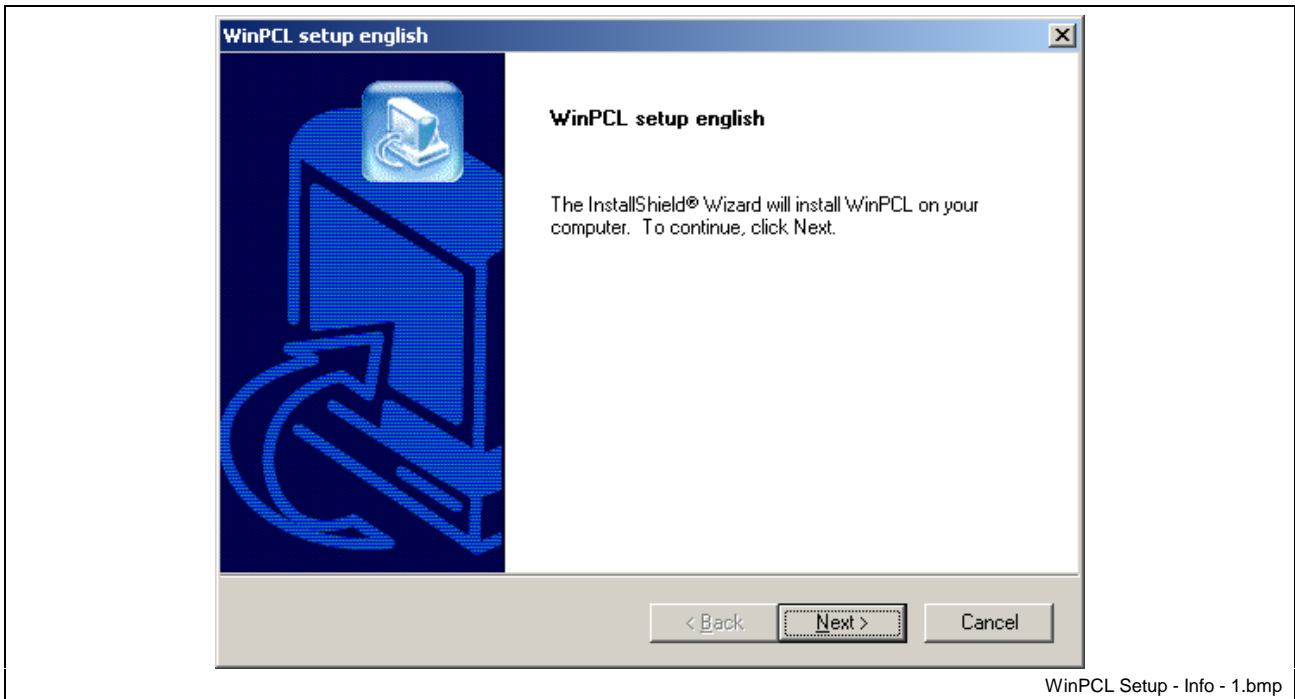 WinPCL setup english
WinPCL setup english
The InstallShield® Wizard will install WinPCL on your
computer. To continue, click Next.
< Back
Next >
Cancel
WinPCL Setup - Info - 1.bmp